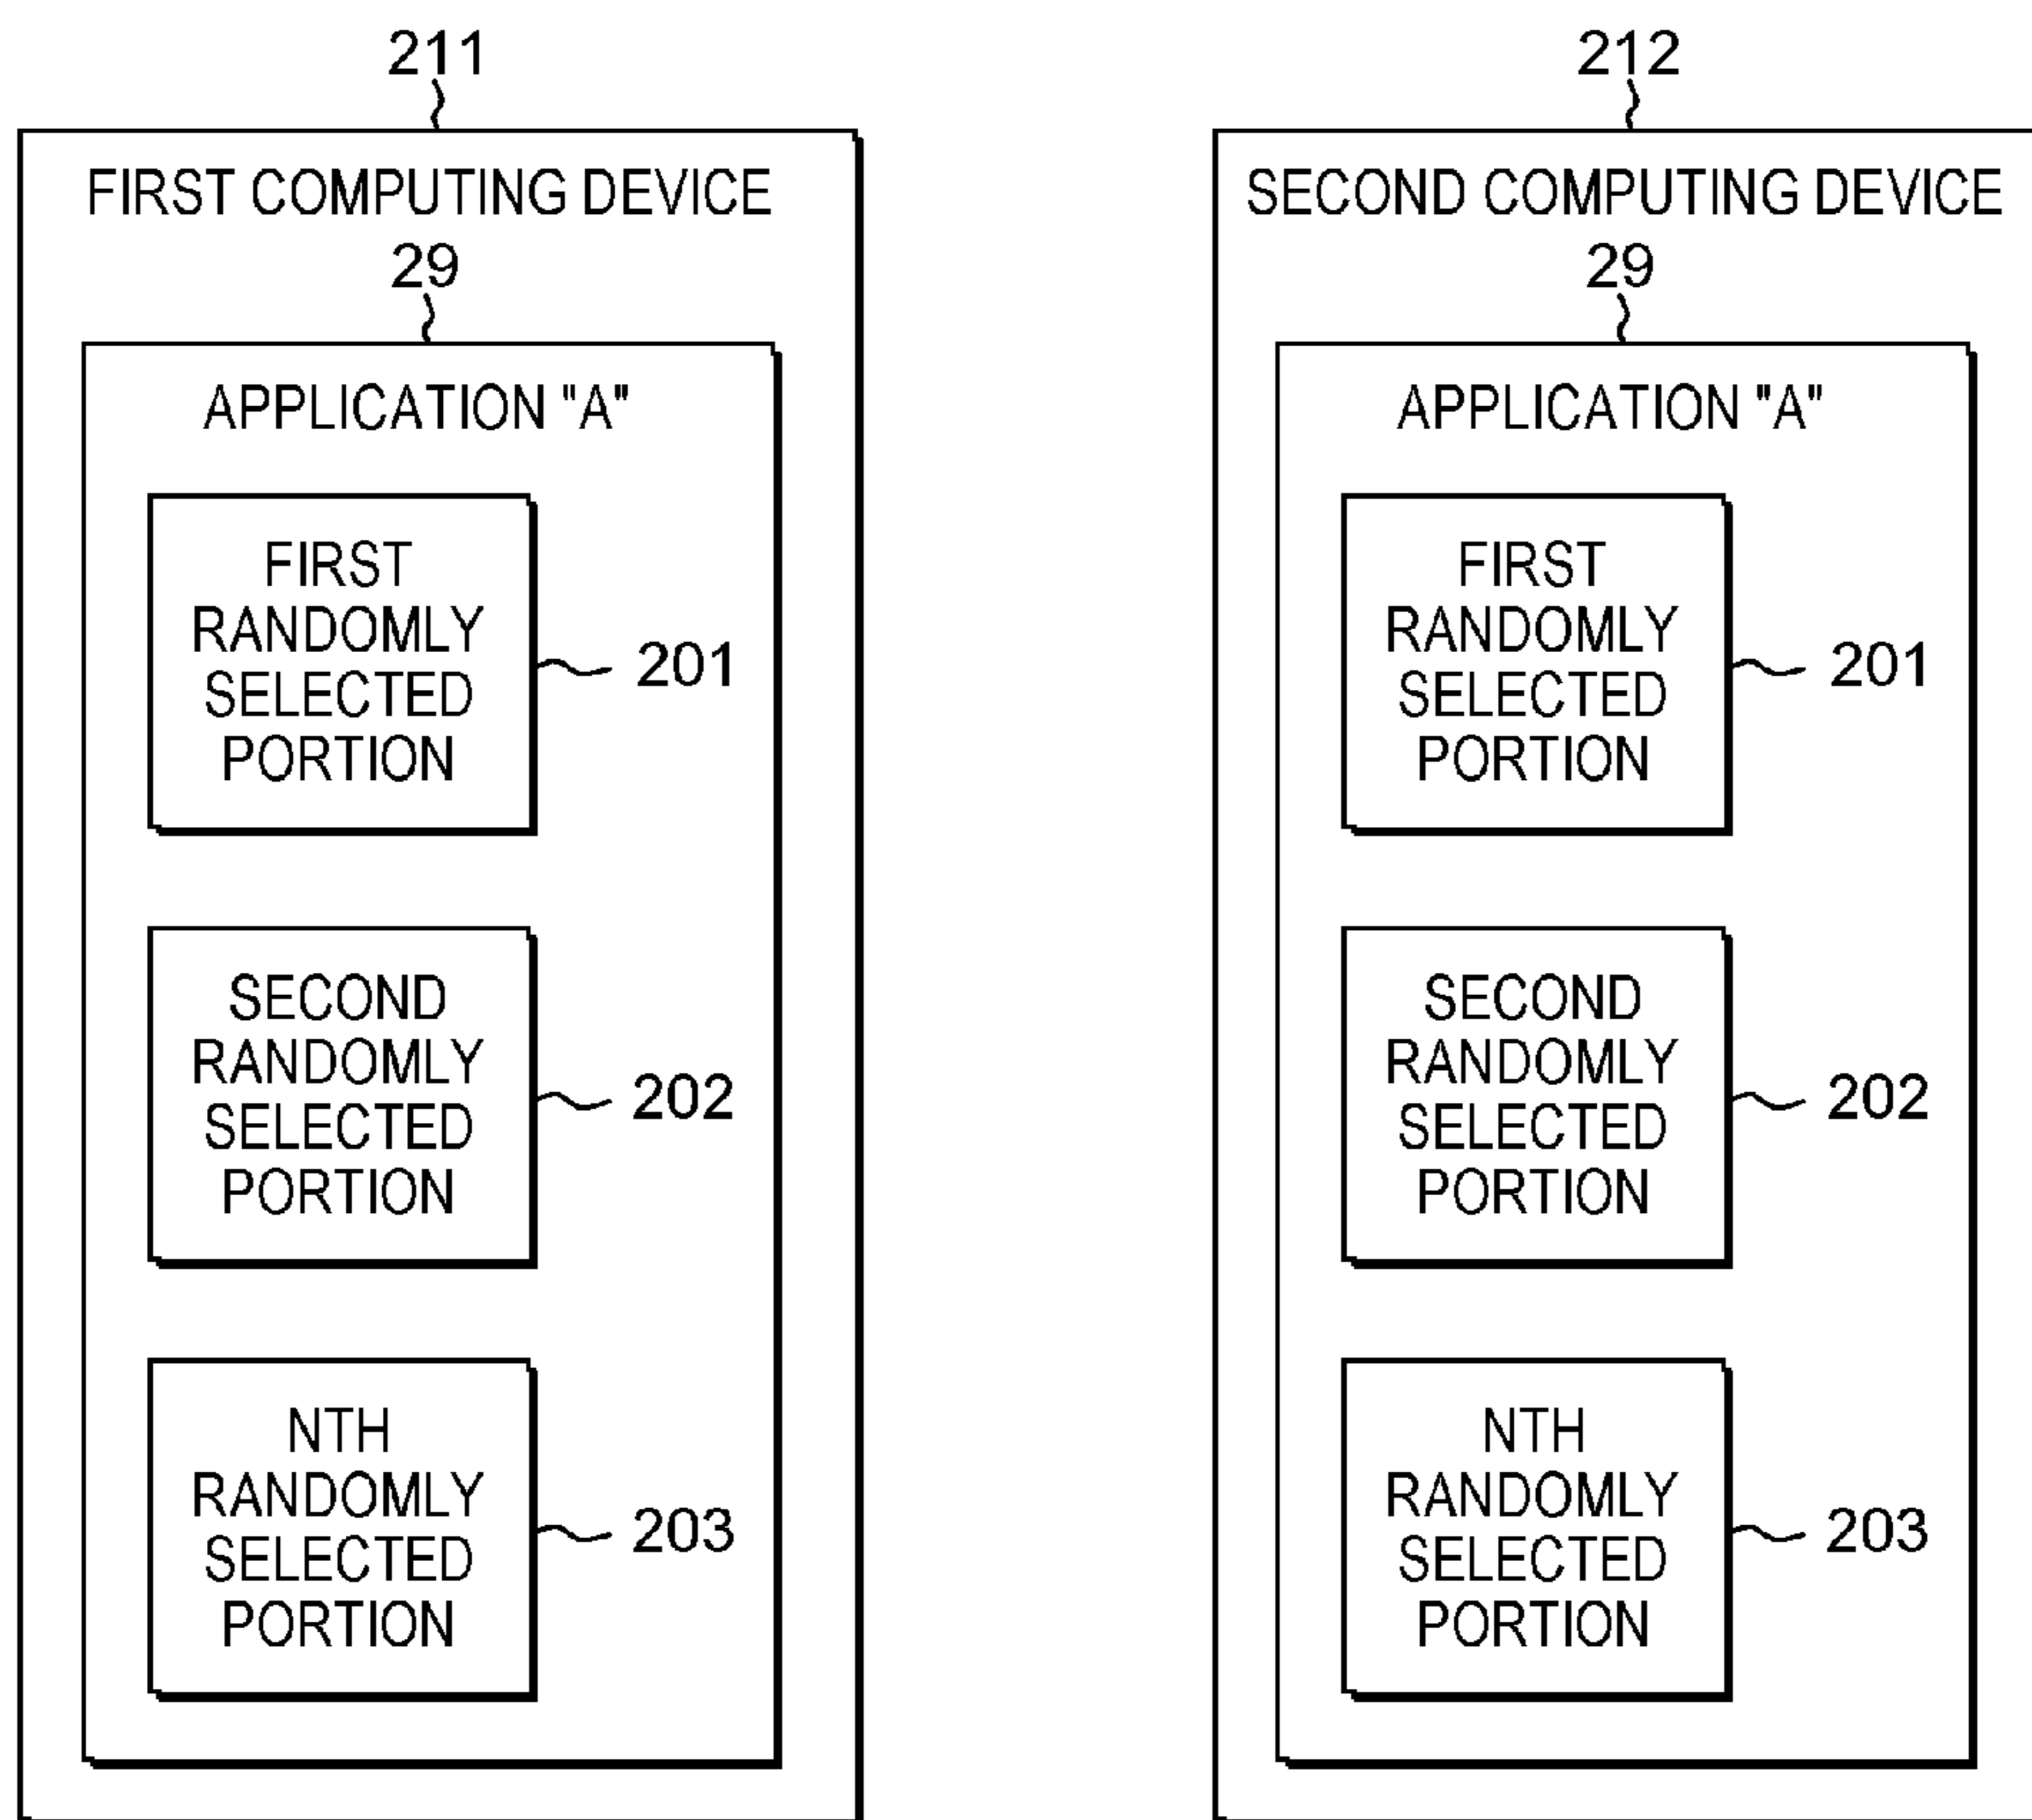 211
FIRST COMPUTING DEVICE
29
APPLICATION "A"
FIRST
RANDOMLY
SELECTED
PORTION
201
SECOND
RANDOMLY
SELECTED
PORTION
202
NTH
RANDOMLY
SELECTED
PORTION
203
212
SECOND COMPUTING DEVICE
29
APPLICATION "A"
FIRST
RANDOMLY
SELECTED
PORTION
201
SECOND
RANDOMLY
SELECTED
PORTION
202
NTH
RANDOMLY
SELECTED
PORTION
203